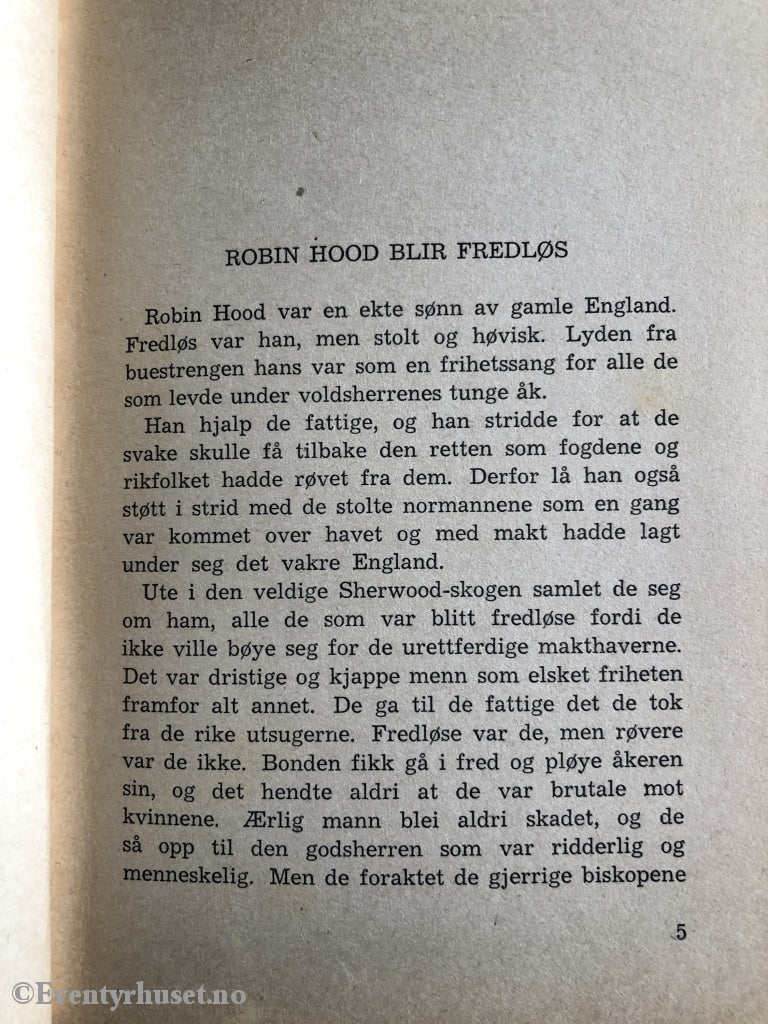 ROBIN HOOD BLIR FREDLØS
Robin Hood var en ekte sønn av gamle England.
Fredløs var han, men stolt og høvisk. Lyden fra
buestrengen hans var som en frihetssang for alle de
som levde under voldsherrenes tunge åk.
Han hjalp de fattige, og han stridde for at de
svake skulle få tilbake den retten som fogdene og
rikfolket hadde røvet fra dem. Derfor lå han også
støtt i strid med de stolte normannene som en gang
var kommet over havet og med makt hadde lagt
under seg det vakre England.
Ute i den veldige Sherwood-skogen samlet de seg
om ham, alle de som var blitt fredløse fordi de
ikke ville bøye seg for de urettferdige makthaverne.
Det var dristige og kjappe menn som elsket friheten
framfor alt annet. De ga til de fattige det de tok
fra de rike utsugerne. Fredløse var de, men røvere
var de ikke. Bonden fikk gå i fred og pløye åkeren
sin, og det hendte aldri at de var brutale mot
kvinnene. Ærlig mann blei aldri skadet, og de
så opp til den godsherren som var ridderlig og
menneskelig. Men de foraktet de gjerrige biskopene
5
©Eventyrhuset.no